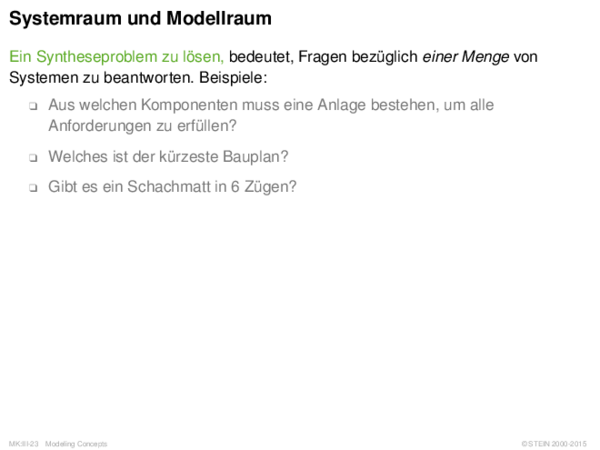 Systemraum und Modellraum
Ein Syntheseproblem zu lösen, bedeutet, Fragen bezüglich einer Menge von
Systemen zu beantworten. Beispiele:
❑ Aus welchen Komponenten muss eine Anlage bestehen, um alle
Anforderungen zu erfüllen?
❑ Welches ist der kürzeste Bauplan?
❑ Gibt es ein Schachmatt in 6 Zügen?
MK:III-23 Modeling Concepts
© STEIN 2000-2015